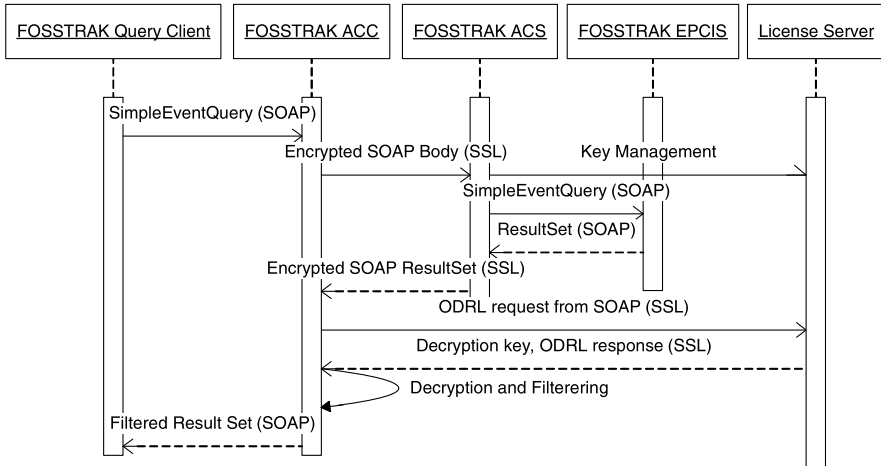 FOSSTRAK Query Client
FOSSTRAK ACC
FOSSTRAK ACS
FOSSTRAK EPCIS
License Server
SimpleEventQuery (SOAP)
Encrypted SOAP Body (SSL)
Key Management
SimpleEventQuery (SOAP)
ResultSet (SOAP)
Encrypted SOAP ResultSet (SSL)
ODRL request from SOAP (SSL)
Decryption key, ODRL response (SSL)
Decryption and Filterering
Filtered Result Set (SOAP)